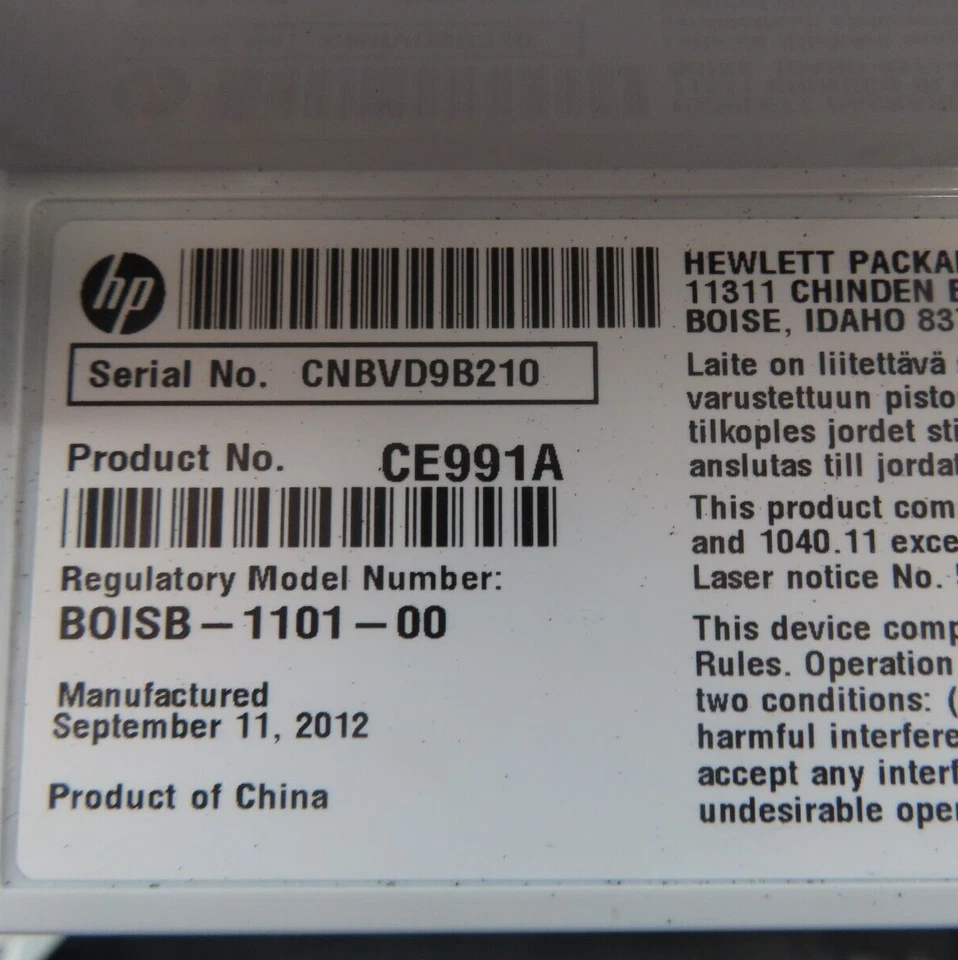 hp
Serial No. CNBVD9B210
Product No. CE991A
Regulatory Model Number:
BOISB-1101-00
Manufactured
September 11, 2012
Product of China
HEWLETT PACKA
11311 CHINDEN
BOISE, IDAHO 83
Laite on liitettävä
varustettuun pisto
tilkoples jordet sti
anslutas till jordat
This product com
and 1040.11 exce
Laser notice No.
This device comp
Rules. Operation
two conditions: (
harmful interfere
accept any interf
undesirable oper